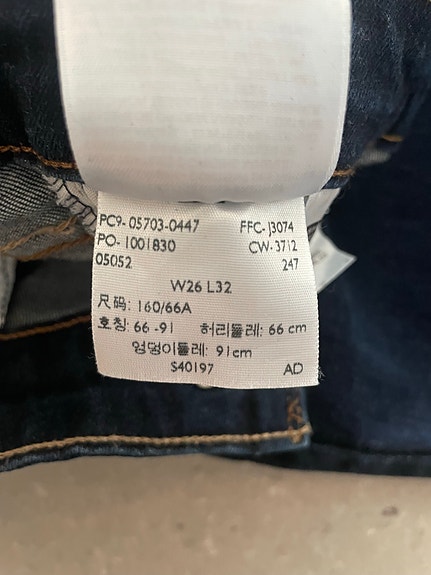 PC9- 05703-0447 FFC- J3074
PO- 1001830 CW-3712
05052 247
W26 L32
尺码: 160/66A
호칭: 66 -91 허리둘레: 66 cm
엉덩이둘레: 91cm
S40197 AD